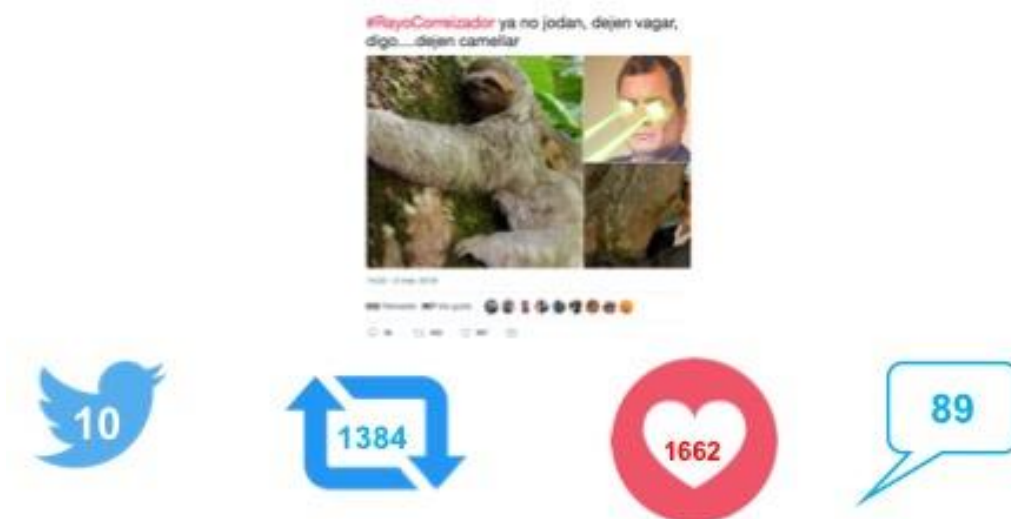 #RayoCorreizador ya no jodan, dejen vagar,
digo....dejen camellar
10
1384
1662
89